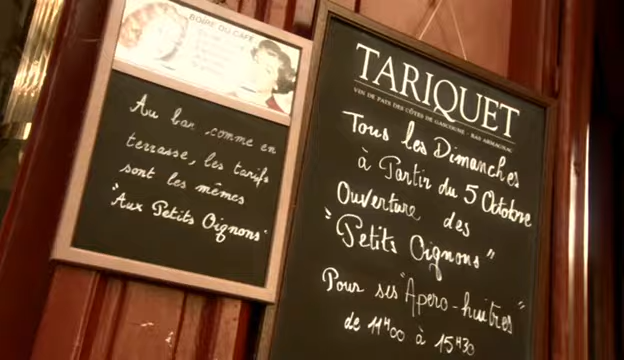 BOIRE DU CAFÉ
Au bar, comme en
terrasse, les tarifs
sont les mêmes
"Aux Petits Oignons"
TARIQUET
VIN DE PAYS DES CÔTES DE GASCOGNE - BAS ARMAGNAC
Tous les Dimanches
à Partir du 5 Octobre
Ouverture des
"Petits Oignons"
Pour ses "Apero-huitres"
de 11H00 à 15H30